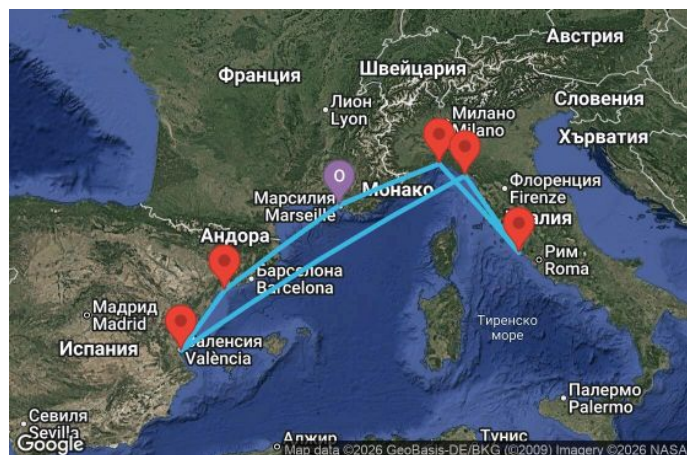 Австрия
Франция
Швейцария
Лион
Lyon
Милано
Milano
Словения
Хърватия
О
Марсилия
Marseille
Монако
Флоренция
Firenze
Андора
Барселона
Barcelona
Рим
Roma
Мадрид
Madrid
Испания
València
Тиренско
море
Палермо
Palermo
Севиля
Sevilla
Google
Алжир
Тунис
Map data ©2026 GeoBasis-DE/BKG (©2009) Imagery ©2026 NASA